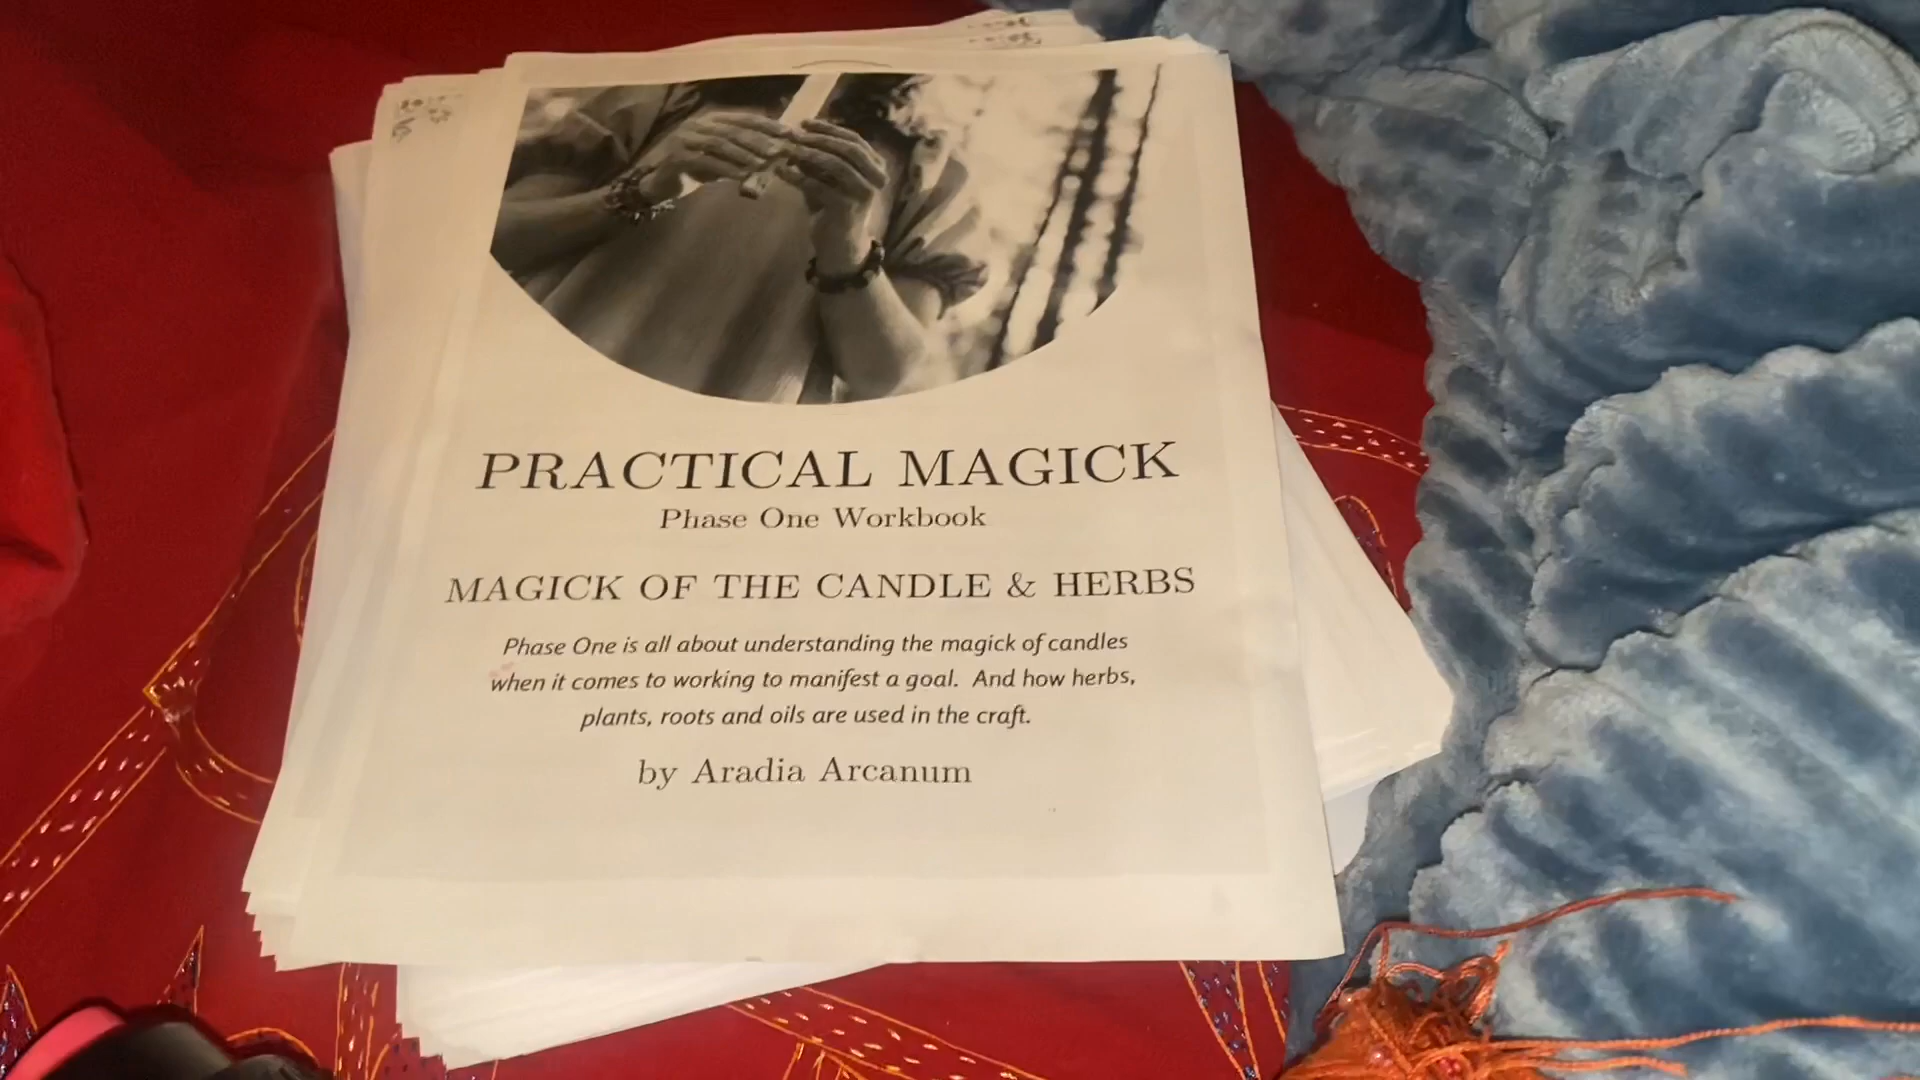 PRACTICAL MAGICK
Phase One Workbook
MAGICK OF THE CANDLE & HERBS
Phase One is all about understanding the magick of candles
when it comes to working to manifest a goal. And how herbs,
plants, roots and oils are used in the craft.
by Aradia Arcanum